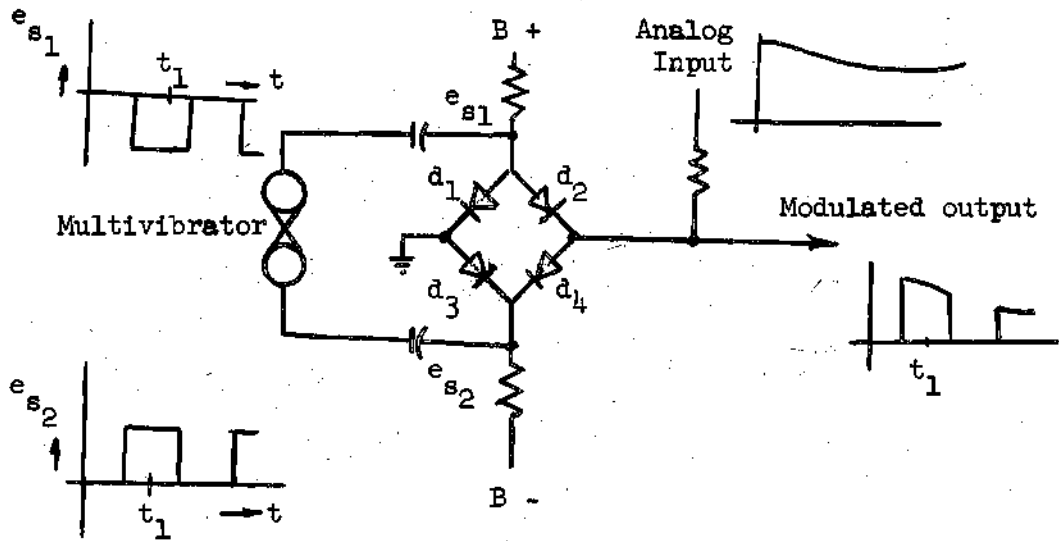 e_s1
t_1
t
B +
Analog
Input
e_s1
d_1
d_2
Multivibrator
Modulated output
d_3
d_4
e_s2
e_s2
t_1
t_1
t
B -